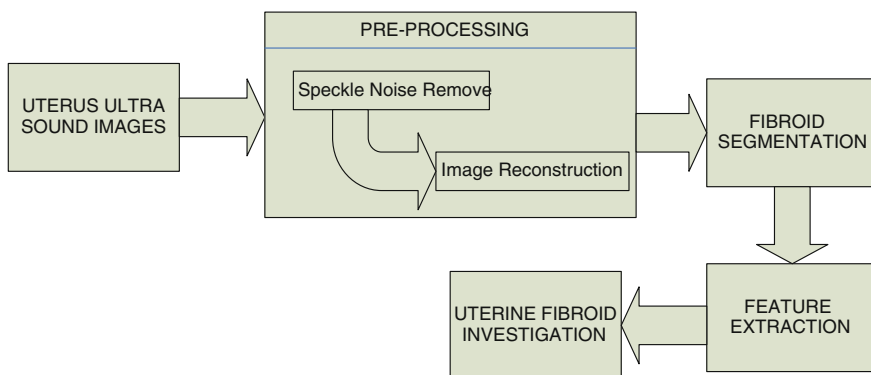 PRE-PROCESSING
UTERUS ULTRA
SOUND IMAGES
Speckle Noise Remove
Image Reconstruction
FIBROID
SEGMENTATION
FEATURE
EXTRACTION
UTERINE FIBROID
INVESTIGATION